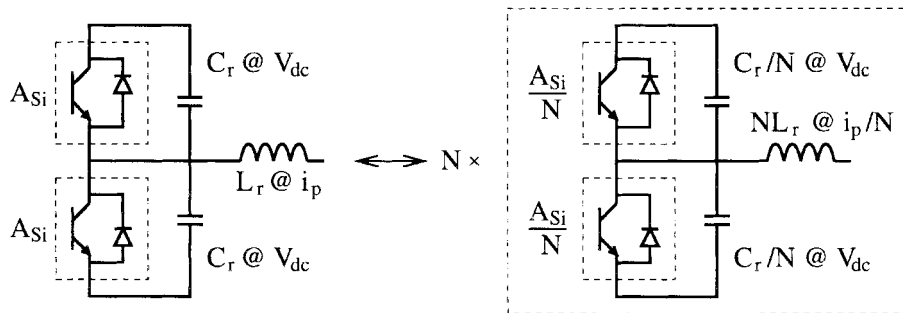 A_Si
C_r @ V_dc
L_r @ i_p
A_Si
C_r @ V_dc
N ×
A_Si
N
C_r/N @ V_dc
NL_r @ i_p/N
A_Si
N
C_r/N @ V_dc